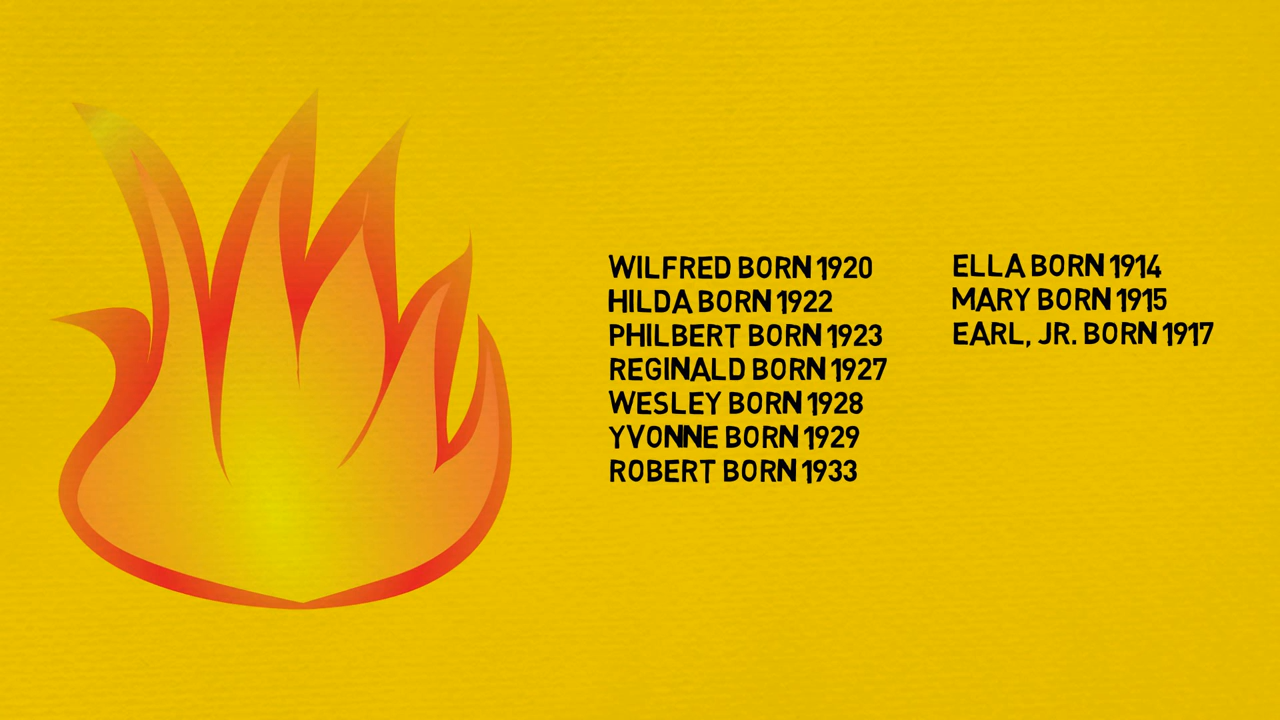 WILFRED BORN 1920
HILDA BORN 1922
PHILBERT BORN 1923
REGINALD BORN 1927
WESLEY BORN 1928
YVONNE BORN 1929
ROBERT BORN 1933
ELLA BORN 1914
MARY BORN 1915
EARL, JR. BORN 1917